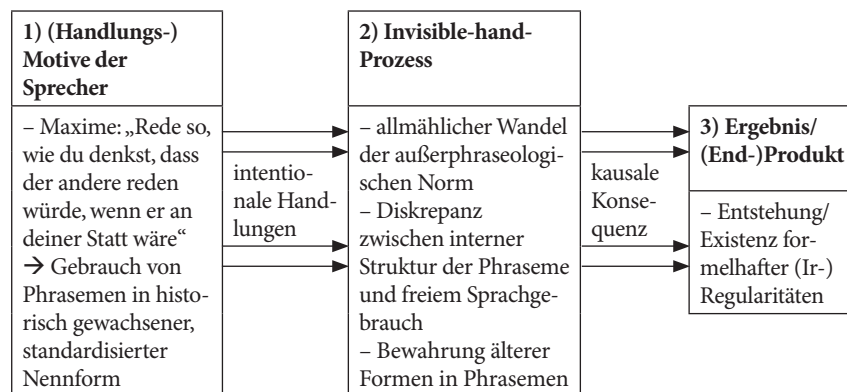 1) (Handlungs-)
Motive der
Sprecher
– Maxime: „Rede so,
wie du denkst, dass
der andere reden
würde, wenn er an
deiner Statt wäre“
→ Gebrauch von
Phrasemen in histo-
risch gewachsener,
standardisierter
Nennform
intentio-
nale Hand-
lungen
2) Invisible-hand-
Prozess
– allmählicher Wandel
der außerphraseologi-
schen Norm
– Diskrepanz
zwischen interner
Struktur der Phraseme
und freiem Sprachge-
brauch
– Bewahrung älterer
Formen in Phrasemen
kausale
Konse-
quenz
3) Ergebnis/
(End-)Produkt
– Entstehung/
Existenz for-
melhafter (Ir-)
Regularitäten